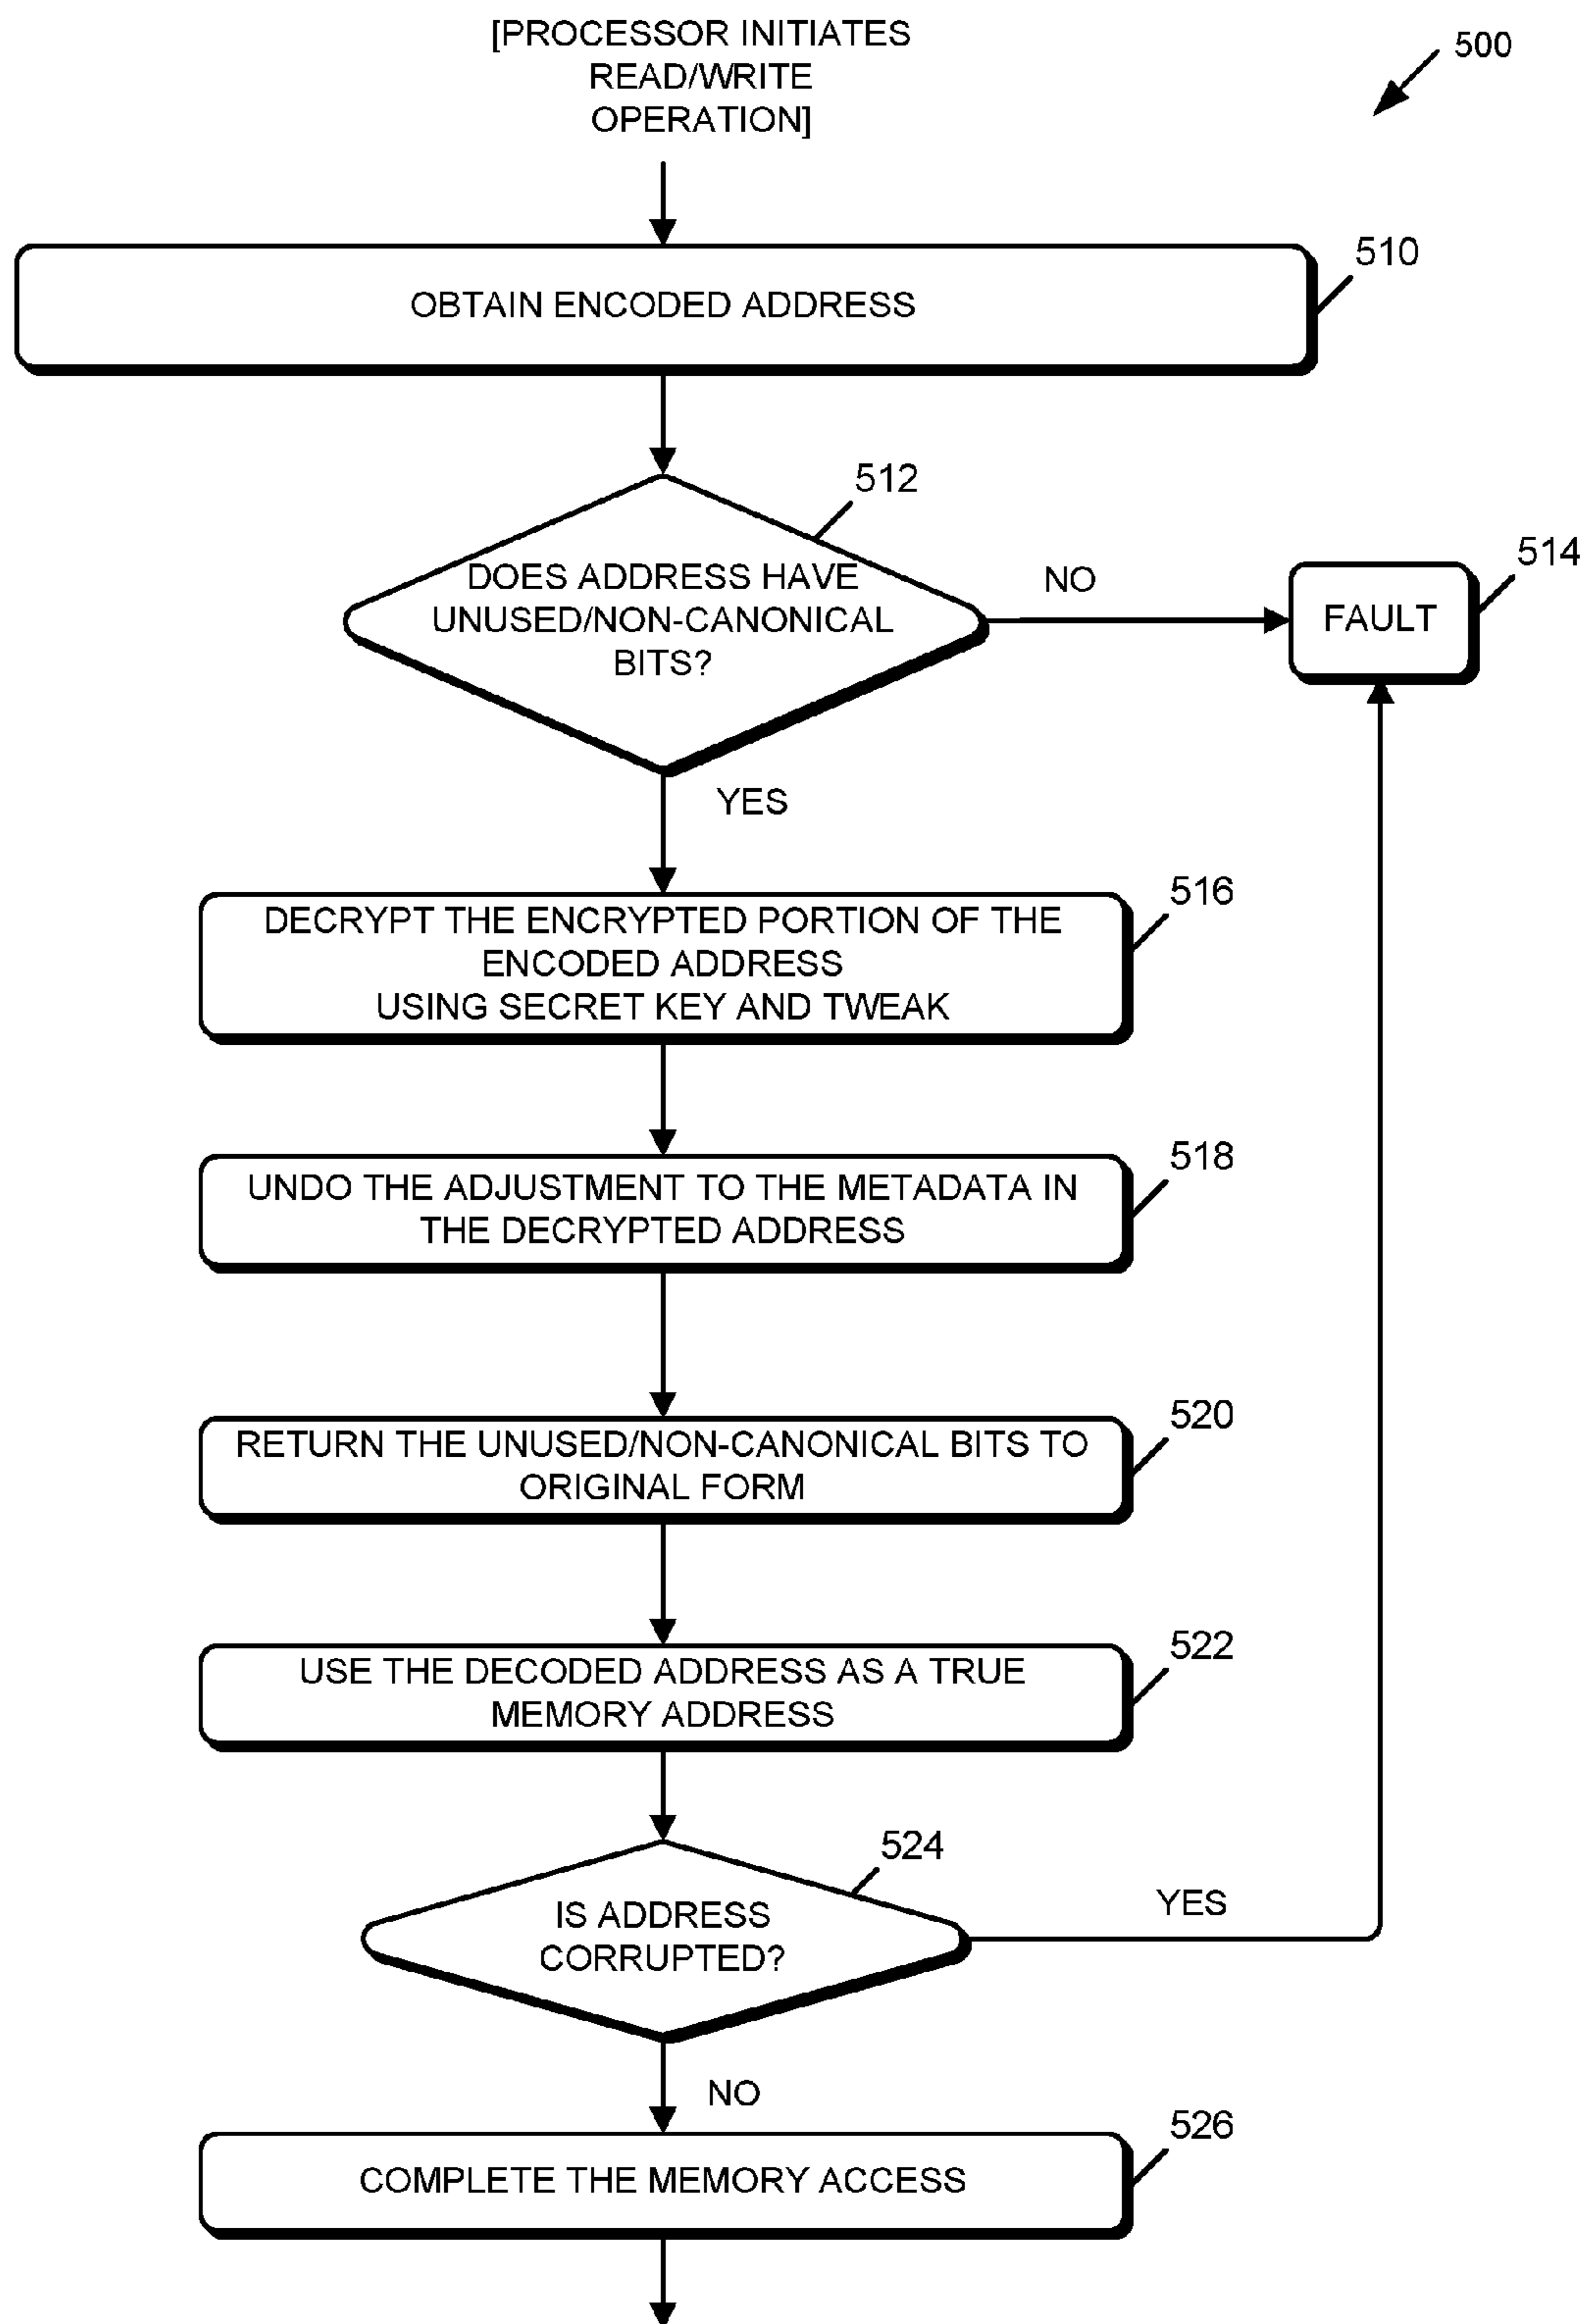 [PROCESSOR INITIATES
READ/WRITE
OPERATION]
500
OBTAIN ENCODED ADDRESS
510
512
DOES ADDRESS HAVE
UNUSED/NON-CANONICAL
BITS?
NO
FAULT
514
YES
DECRYPT THE ENCRYPTED PORTION OF THE
ENCODED ADDRESS
USING SECRET KEY AND TWEAK
516
UNDO THE ADJUSTMENT TO THE METADATA IN
THE DECRYPTED ADDRESS
518
RETURN THE UNUSED/NON-CANONICAL BITS TO
ORIGINAL FORM
520
USE THE DECODED ADDRESS AS A TRUE
MEMORY ADDRESS
522
524
IS ADDRESS
CORRUPTED?
YES
NO
COMPLETE THE MEMORY ACCESS
526